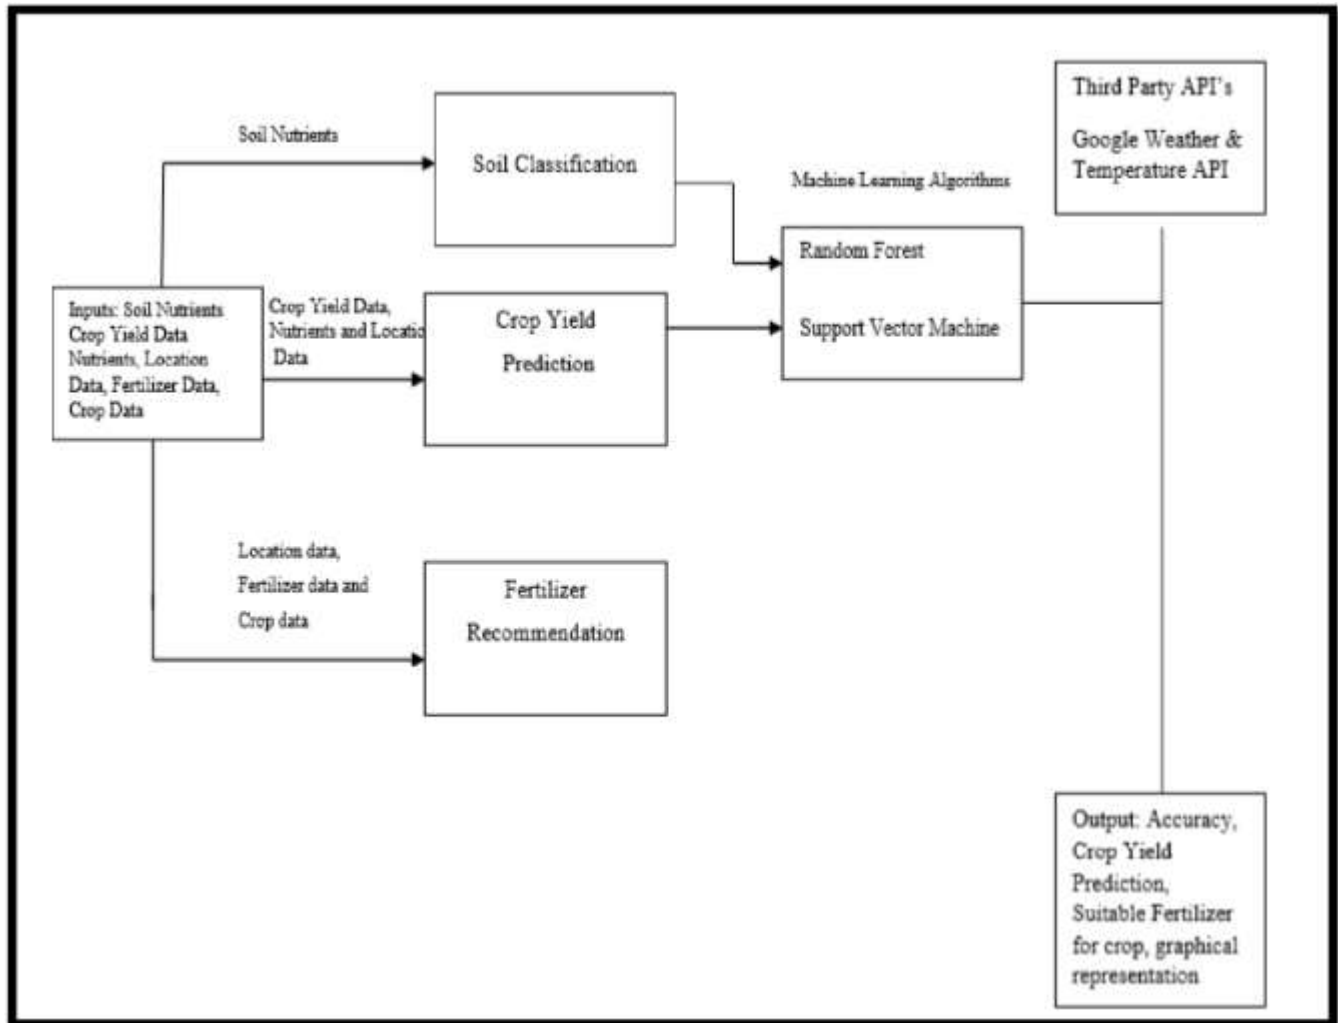 Third Party API's
Google Weather &
Temperature API
Soil Nutrients
Soil Classification
Machine Learning Algorithms
Random Forest
Support Vector Machine
Inputs: Soil Nutrients
Crop Yield Data
Nutrients, Location
Data, Fertilizer Data,
Crop Data
Crop Yield Data,
Nutrients and Locatio
Data
Crop Yield
Prediction
Location data,
Fertilizer data and
Crop data
Fertilizer
Recommendation
Output: Accuracy,
Crop Yield
Prediction,
Suitable Fertilizer
for crop, graphical
representation